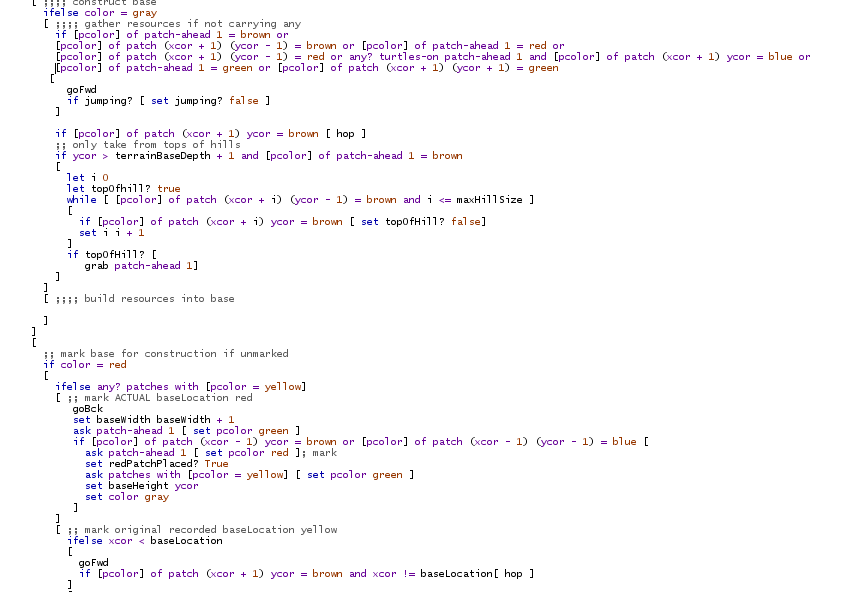 [ ;;;; construct base
ifelse color = gray
[ ;;;; gather resources if not carrying any
if [pcolor] of patch-ahead 1 = brown or
[pcolor] of patch (xcor + 1) (ycor - 1) = brown or [pcolor] of patch-ahead 1 = red or
[pcolor] of patch (xcor + 1) (ycor - 1) = red or any? turtles-on patch-ahead 1 and [pcolor] of patch (xcor + 1) ycor = blue or
[pcolor] of patch-ahead 1 = green or [pcolor] of patch (xcor + 1) (ycor + 1) = green
[
goFwd
if jumping? [ set jumping? false ]
]
if [pcolor] of patch (xcor + 1) ycor = brown [ hop ]
;; only take from tops of hills
if ycor > terrainBaseDepth + 1 and [pcolor] of patch-ahead 1 = brown
[
let i 0
let topOfhill? true
while [ [pcolor] of patch (xcor + i) (ycor - 1) = brown and i <= maxHillSize ]
[
if [pcolor] of patch (xcor + i) ycor = brown [ set topOfHill? false]
set i i + 1
]
if topOfHill? [
grab patch-ahead 1]
]
]
[ ;;;; build resources into base
]
]
[
;; mark base for construction if unmarked
if color = red
[
ifelse any? patches with [pcolor = yellow]
[ ;; mark ACTUAL baseLocation red
goBck
set baseWidth baseWidth + 1
ask patch-ahead 1 [ set pcolor green ]
if [pcolor] of patch (xcor - 1) ycor = brown or [pcolor] of patch (xcor - 1) (ycor - 1) = blue [
ask patch-ahead 1 [ set pcolor red ]; mark
set redPatchPlaced? True
ask patches with [pcolor = yellow] [ set pcolor green ]
set baseHeight ycor
set color gray
]
]
[ ;; mark original recorded baseLocation yellow
ifelse xcor < baseLocation
[
goFwd
if [pcolor] of patch (xcor + 1) ycor = brown and xcor != baseLocation[ hop ]
]